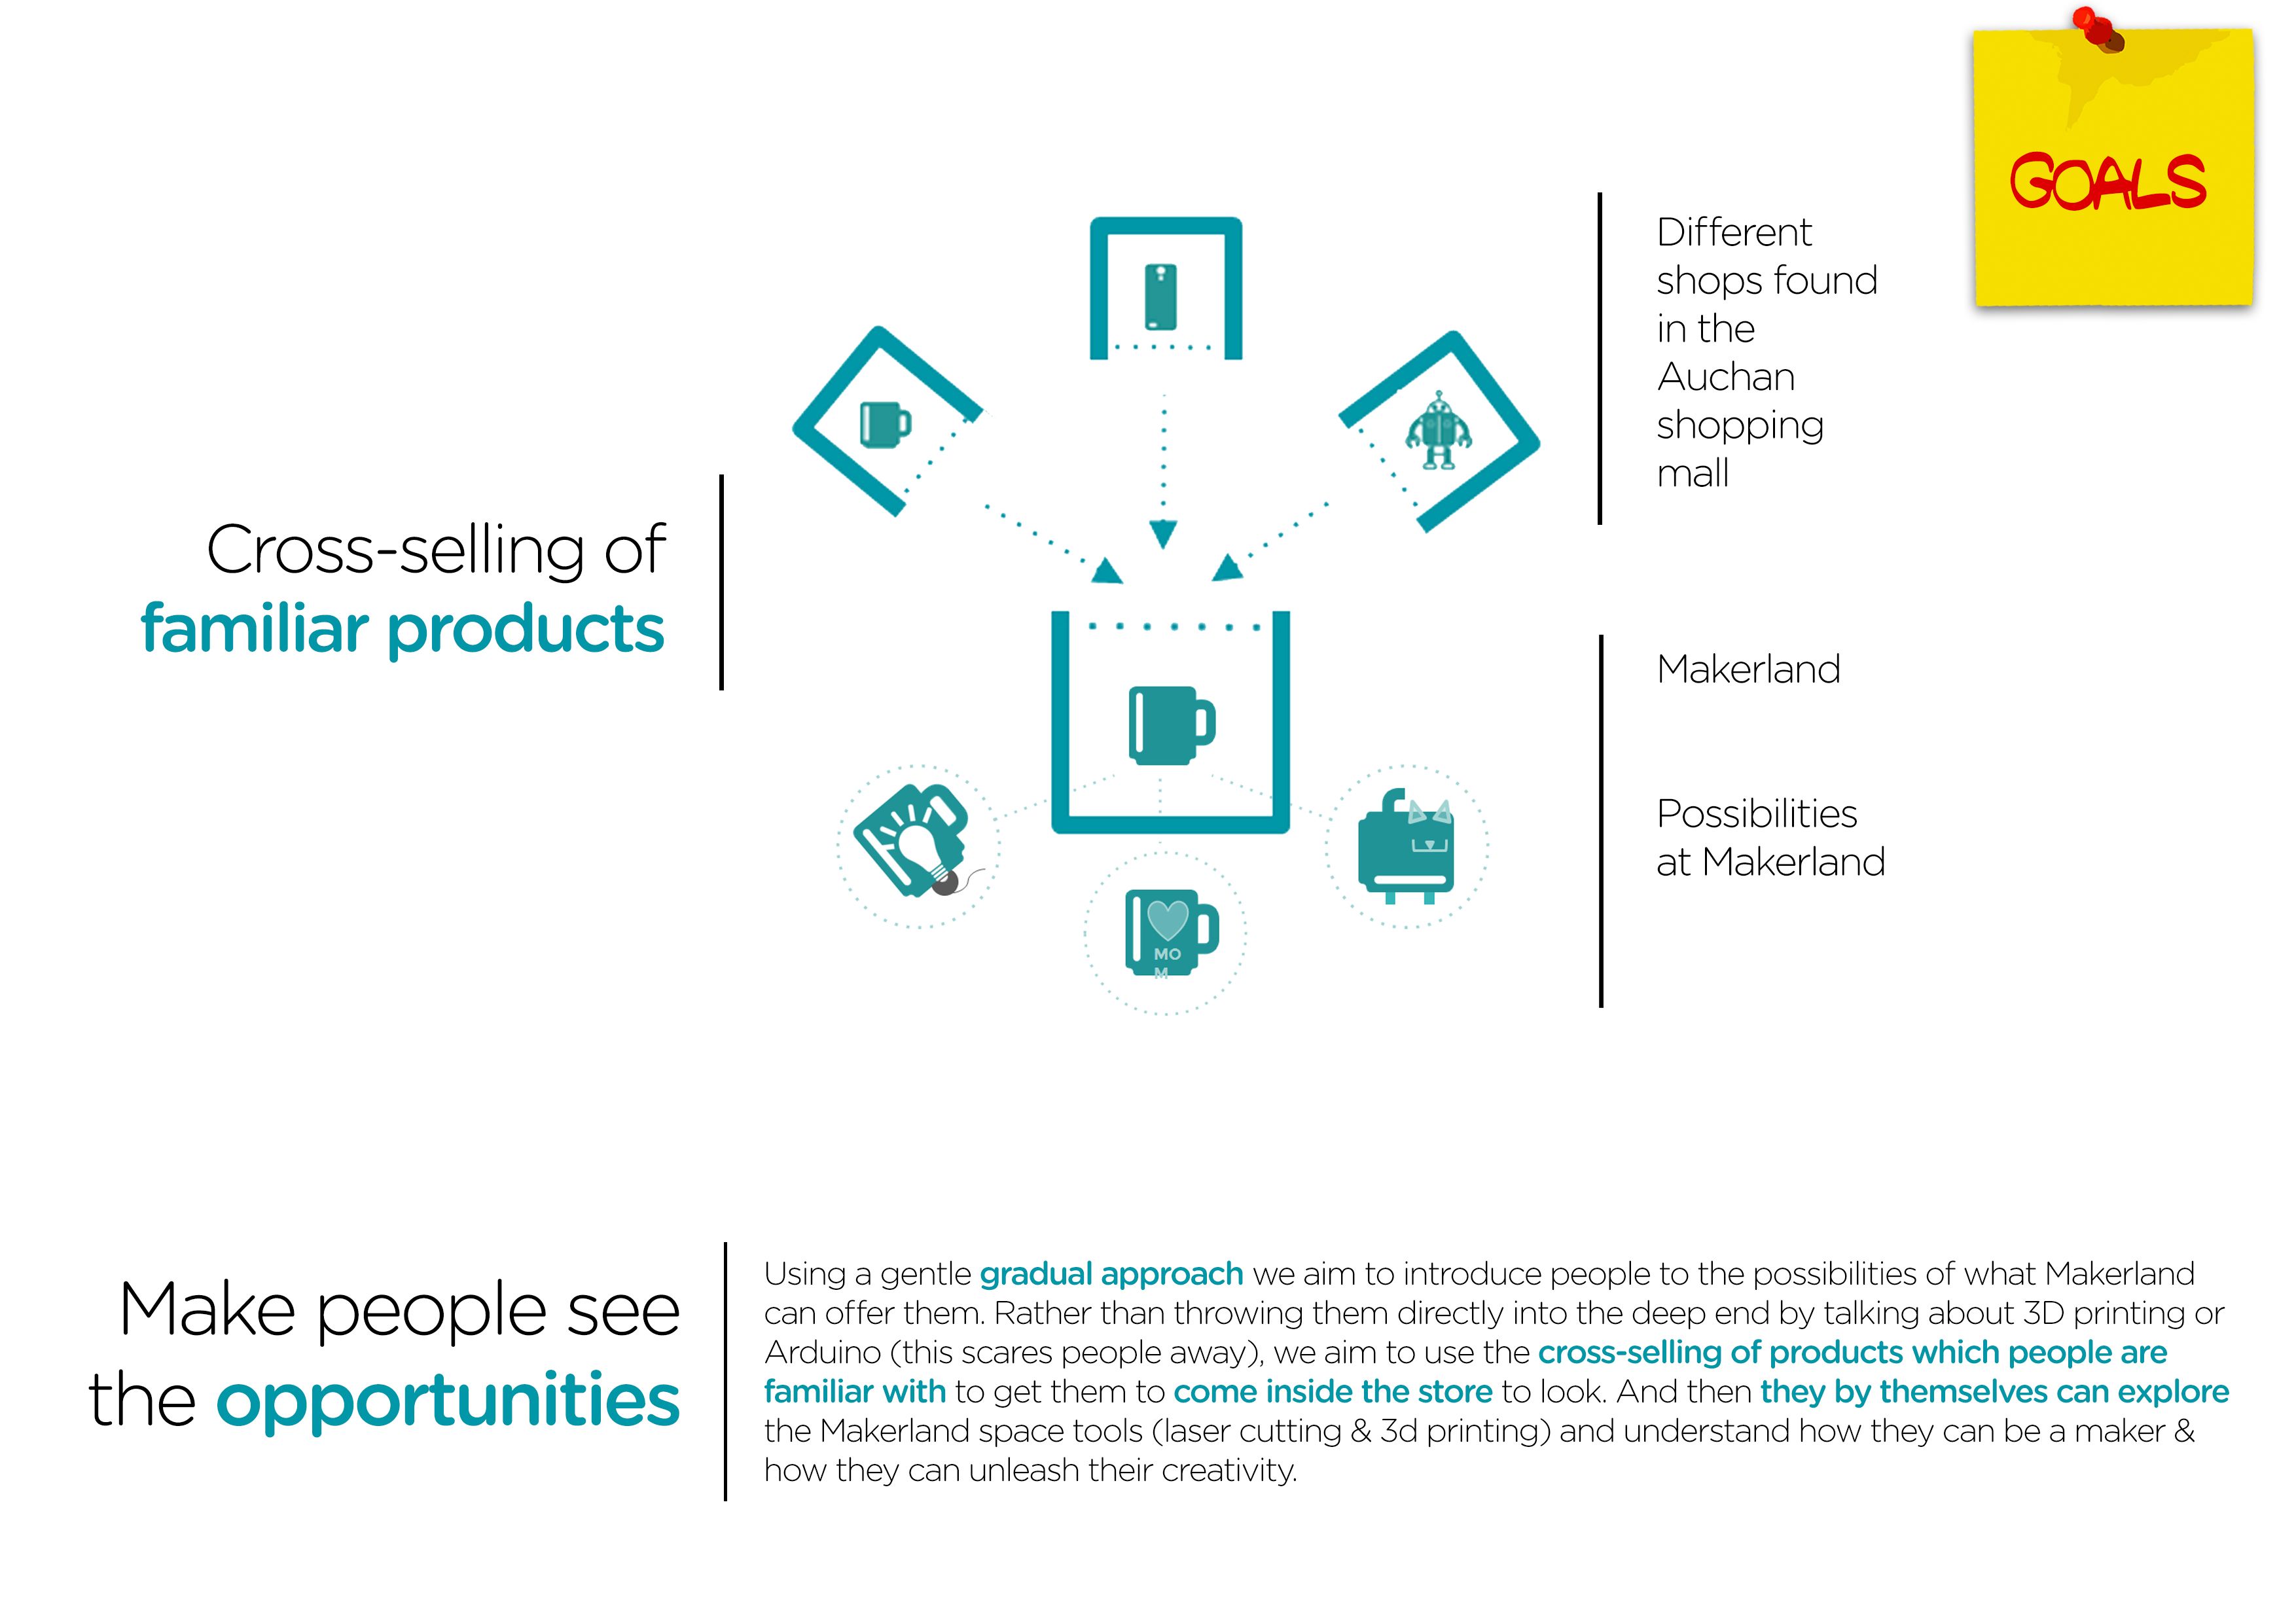 GOALS
Different
shops found
in the
Auchan
shopping
mall
Cross-selling of
familiar products
Makerland
Possibilities
at Makerland
MO
M
Make people see
the opportunities
Using a gentle gradual approach we aim to introduce people to the possibilities of what Makerland
can offer them. Rather than throwing them directly into the deep end by talking about 3D printing or
Arduino (this scares people away), we aim to use the cross-selling of products which people are
familiar with to get them to come inside the store to look. And then they by themselves can explore
the Makerland space tools (laser cutting & 3d printing) and understand how they can be a maker &
how they can unleash their creativity.